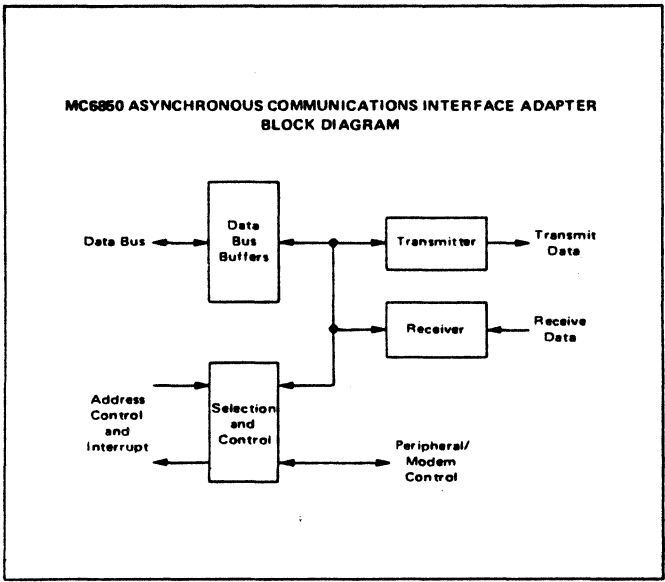 MC6850 ASYNCHRONOUS COMMUNICATIONS INTERFACE ADAPTER
BLOCK DIAGRAM
Data Bus
Data
Bus
Buffers
Transmitter
Transmit
Data
Receiver
Receive
Data
Address
Control
and
Interrupt
Selection
and
Control
Peripheral/
Modem
Control